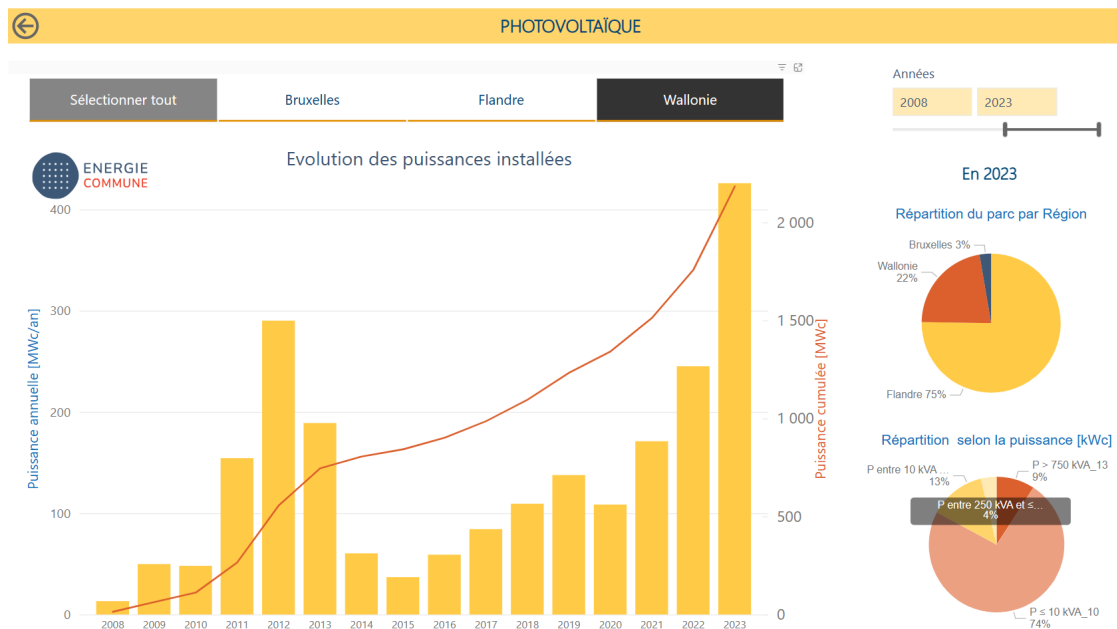 PHOTOVOLTAÏQUE
Sélectionner tout
Bruxelles
Flandre
Wallonie
Années
2008
2023
ENERGIE
COMMUNE
Evolution des puissances installées
En 2023
Puissance annuelle [MWc/an]
400
300
200
100
0
2 000
1 500
1 000
500
0
Puissance cumulée [MWc]
2008
2009
2010
2011
2012
2013
2014
2015
2016
2017
2018
2019
2020
2021
2022
2023
Répartition du parc par Région
Bruxelles 3%
Wallonie
22%
Flandre 75%
Répartition selon la puissance [kWc]
P entre 10 kVA ...
13%
P > 750 kVA_13
9%
P entre 250 kVA et ≤...
4%
P ≤ 10 kVA_10
74%